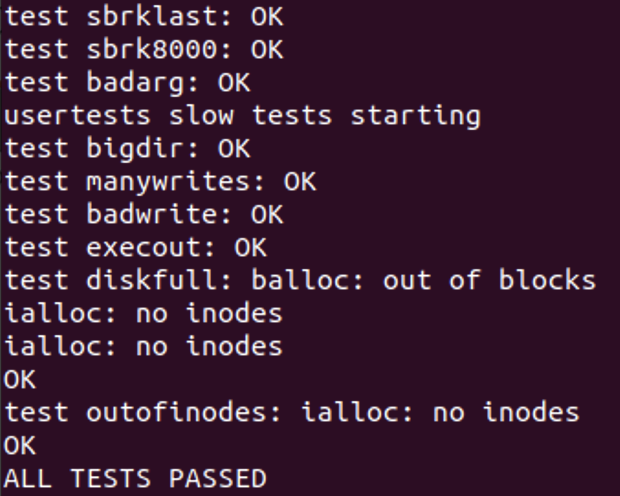 test sbrklast: OK
test sbrk8000: OK
test badarg: OK
usertests slow tests starting
test bigdir: OK
test manywrites: OK
test badwrite: OK
test execout: OK
test diskfull: balloc: out of blocks
ialloc: no inodes
ialloc: no inodes
OK
test outofinodes: ialloc: no inodes
OK
ALL TESTS PASSED